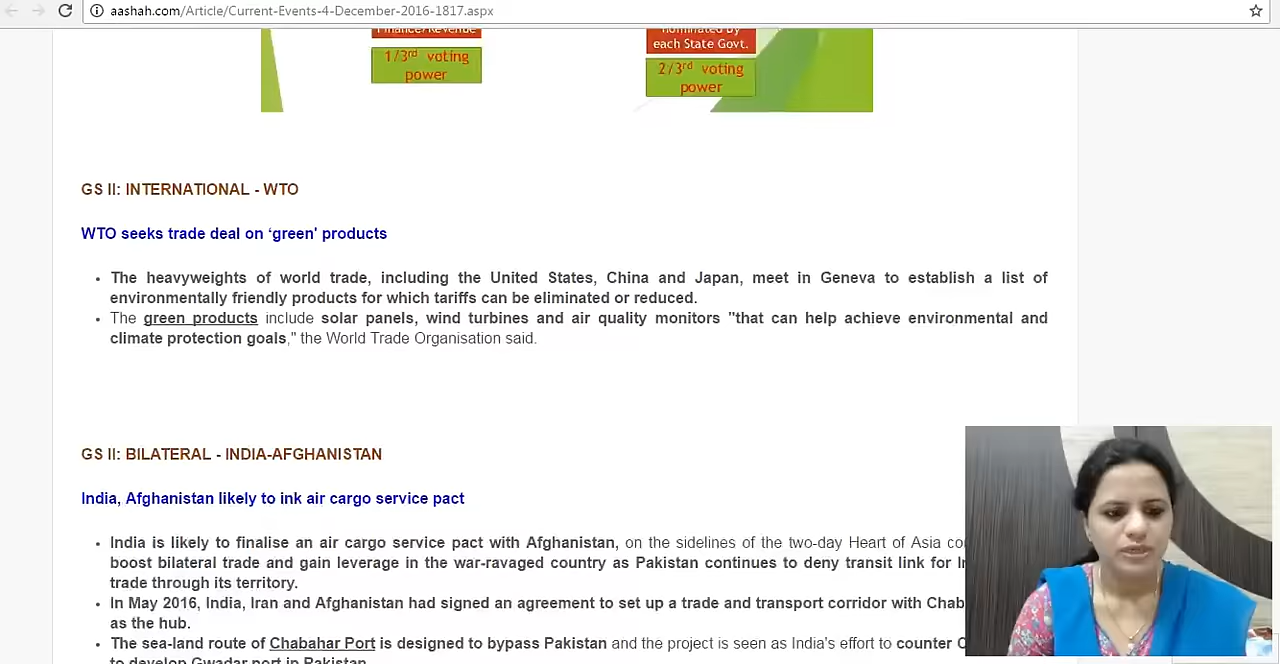 aashah.com/Article/Current-Events-4-December-2016-1817.aspx
Finance/Revenue
nominated by
each State Govt.
1/3rd voting
power
2/3rd voting
power
GS II: INTERNATIONAL - WTO
WTO seeks trade deal on ‘green' products
• The heavyweights of world trade, including the United States, China and Japan, meet in Geneva to establish a list of
environmentally friendly products for which tariffs can be eliminated or reduced.
• The green products include solar panels, wind turbines and air quality monitors "that can help achieve environmental and
climate protection goals," the World Trade Organisation said.
GS II: BILATERAL - INDIA-AFGHANISTAN
India, Afghanistan likely to ink air cargo service pact
• India is likely to finalise an air cargo service pact with Afghanistan, on the sidelines of the two-day Heart of Asia
boost bilateral trade and gain leverage in the war-ravaged country as Pakistan continues to deny transit link for
trade through its territory.
• In May 2016, India, Iran and Afghanistan had signed an agreement to set up a trade and transport corridor with
as the hub.
• The sea-land route of Chabahar Port is designed to bypass Pakistan and the project is seen as India's effort to counter
to develop Gwadar port in Pakistan.